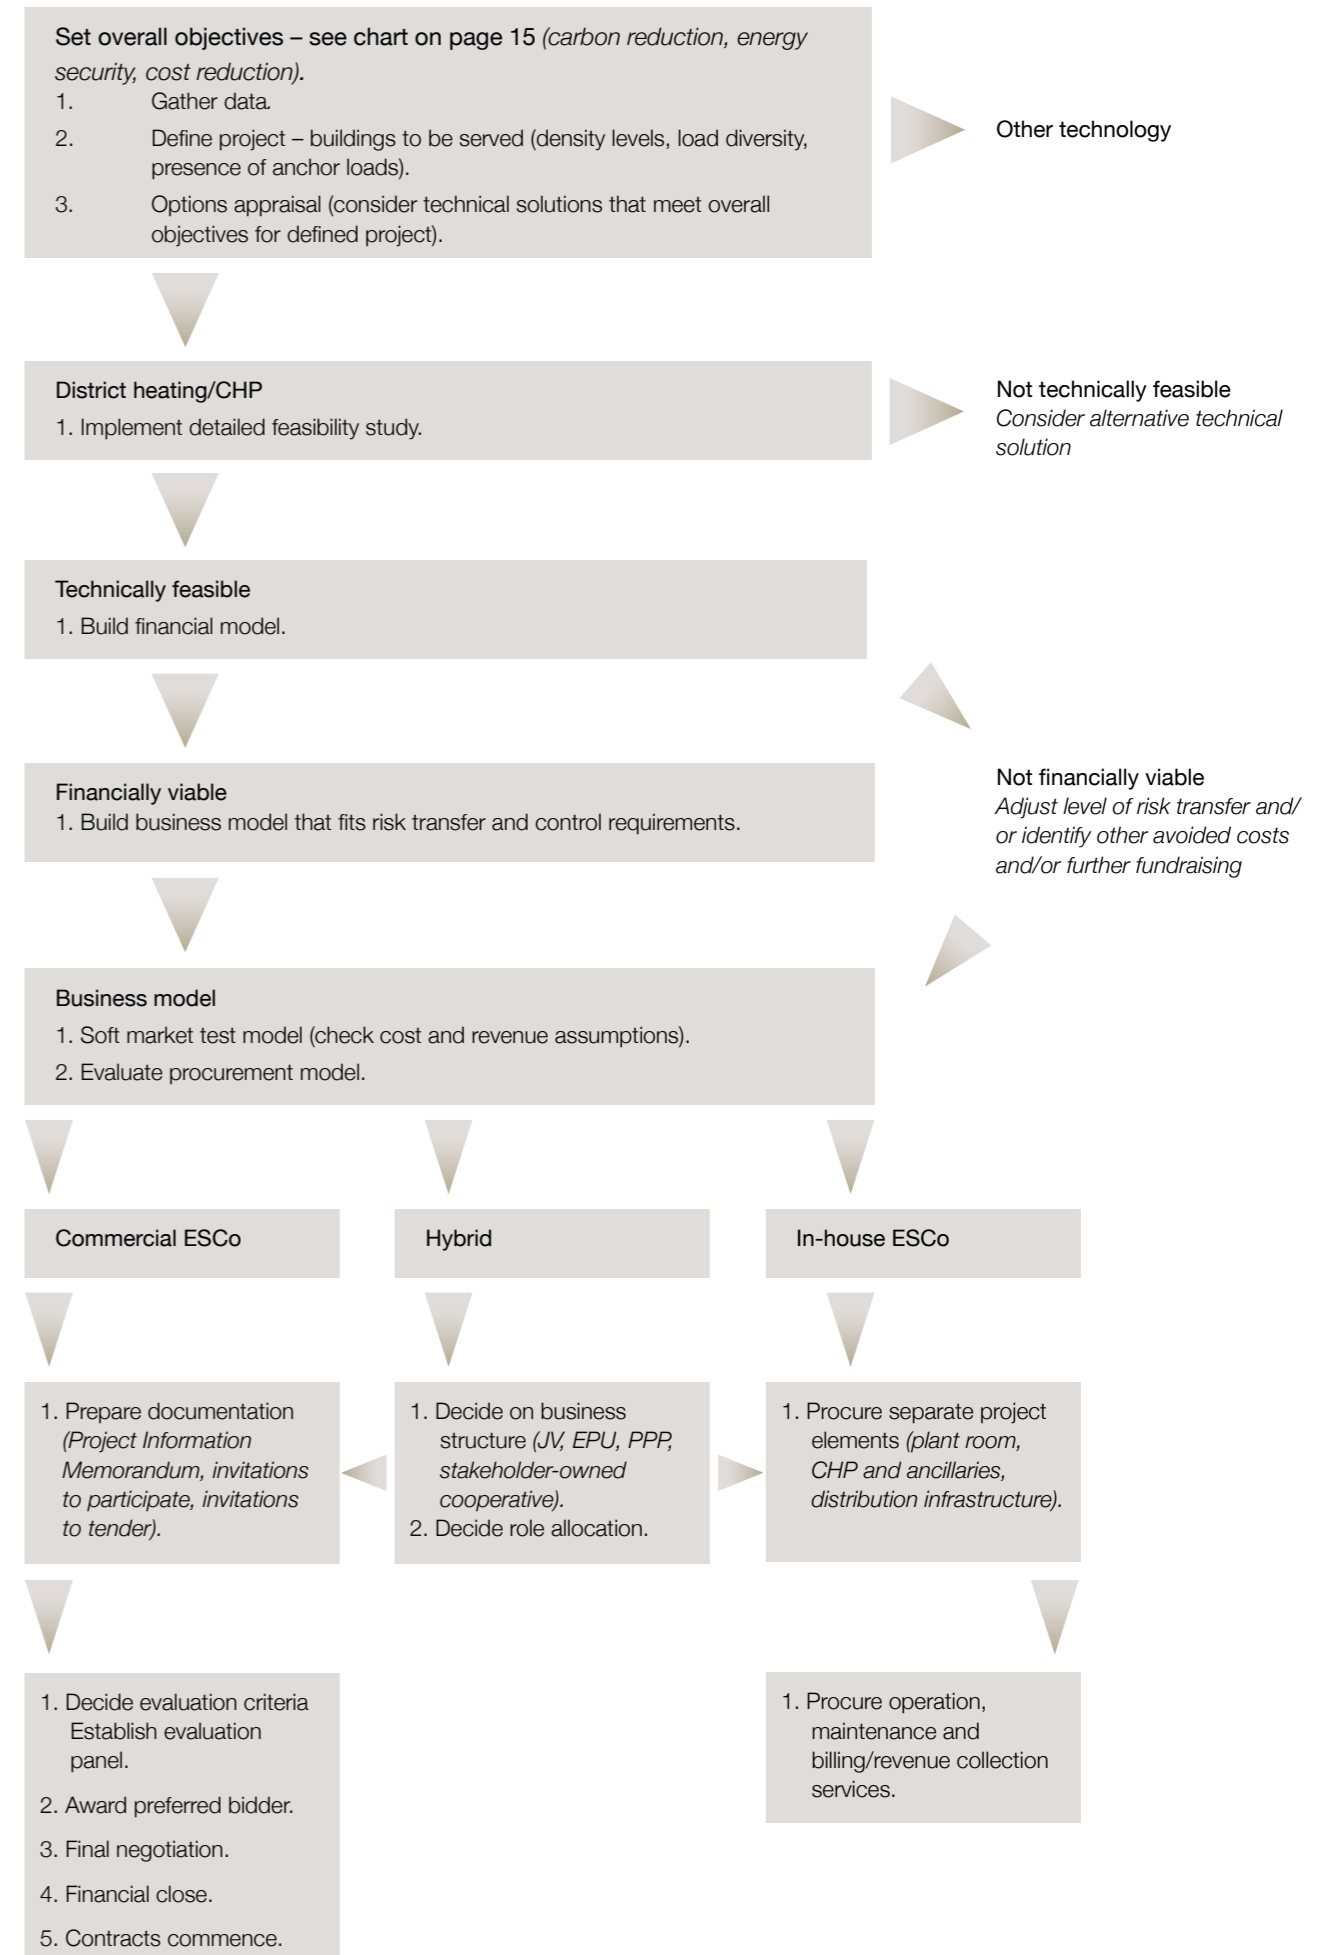 Set overall objectives – see chart on page 15 (carbon reduction, energy
security, cost reduction).
1. Gather data.
2. Define project – buildings to be served (density levels, load diversity,
presence of anchor loads).
3. Options appraisal (consider technical solutions that meet overall
objectives for defined project).
Other technology
District heating/CHP
1. Implement detailed feasibility study.
Not technically feasible
Consider alternative technical
solution
Technically feasible
1. Build financial model.
Financially viable
1. Build business model that fits risk transfer and control requirements.
Not financially viable
Adjust level of risk transfer and/
or identify other avoided costs
and/or further fundraising
Business model
1. Soft market test model (check cost and revenue assumptions).
2. Evaluate procurement model.
Commercial ESCo
Hybrid
In-house ESCo
1. Prepare documentation
(Project Information
Memorandum, invitations
to participate, invitations
to tender).
1. Decide on business
structure (JV, EPU, PPP,
stakeholder-owned
cooperative).
2. Decide role allocation.
1. Procure separate project
elements (plant room,
CHP and ancillaries,
distribution infrastructure).
1. Decide evaluation criteria
Establish evaluation
panel.
2. Award preferred bidder.
3. Final negotiation.
4. Financial close.
5. Contracts commence.
1. Procure operation,
maintenance and
billing/revenue collection
services.